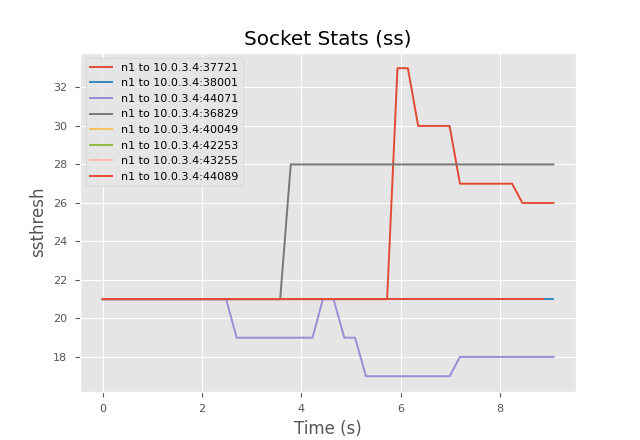 Socket Stats (ss)
n1 to 10.0.3.4:37721
n1 to 10.0.3.4:38001
n1 to 10.0.3.4:44071
n1 to 10.0.3.4:36829
n1 to 10.0.3.4:40049
n1 to 10.0.3.4:42253
n1 to 10.0.3.4:43255
n1 to 10.0.3.4:44089
ssthresh
32
30
28
26
24
22
20
18
0 2 4 6 8
Time (s)